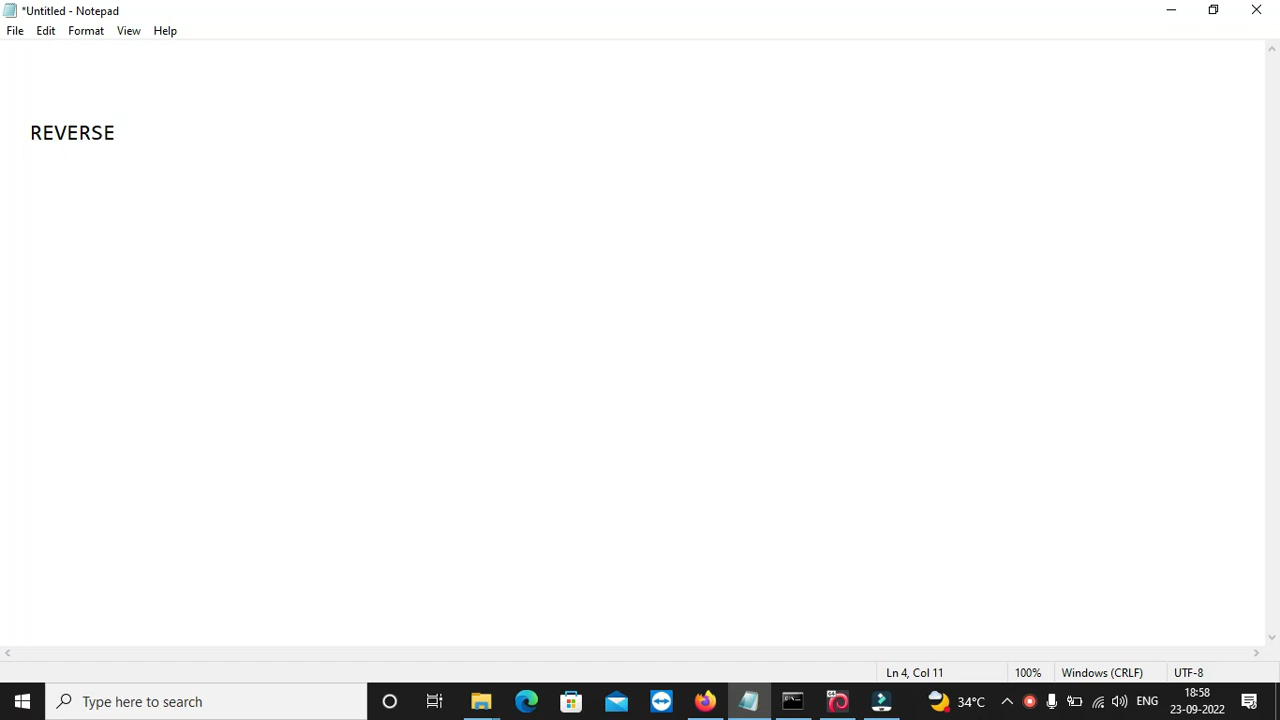 *Untitled - Notepad
File Edit Format View Help
REVERSE
Ln 4, Col 11 100% Windows (CRLF) UTF-8
Type here to search 64 34°C ENG 18:58
23-09-2022